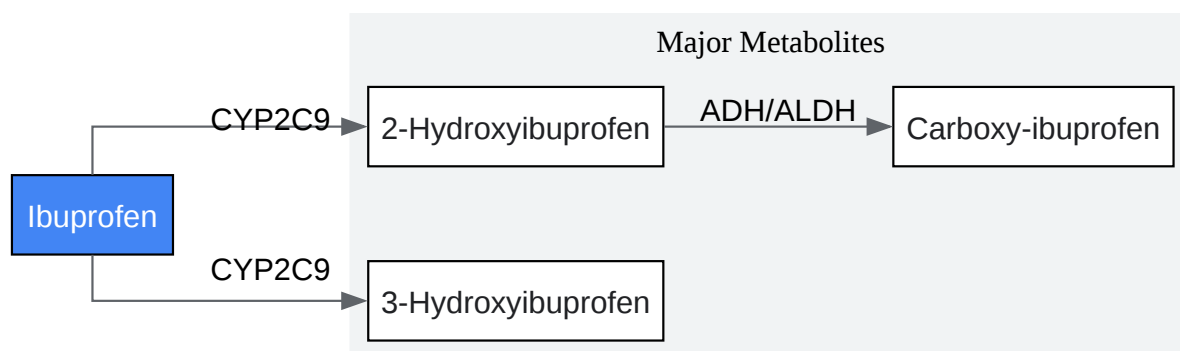 Major Metabolites
CYP2C9
2-Hydroxyibuprofen
ADH/ALDH
Carboxy-ibuprofen
Ibuprofen
CYP2C9
3-Hydroxyibuprofen